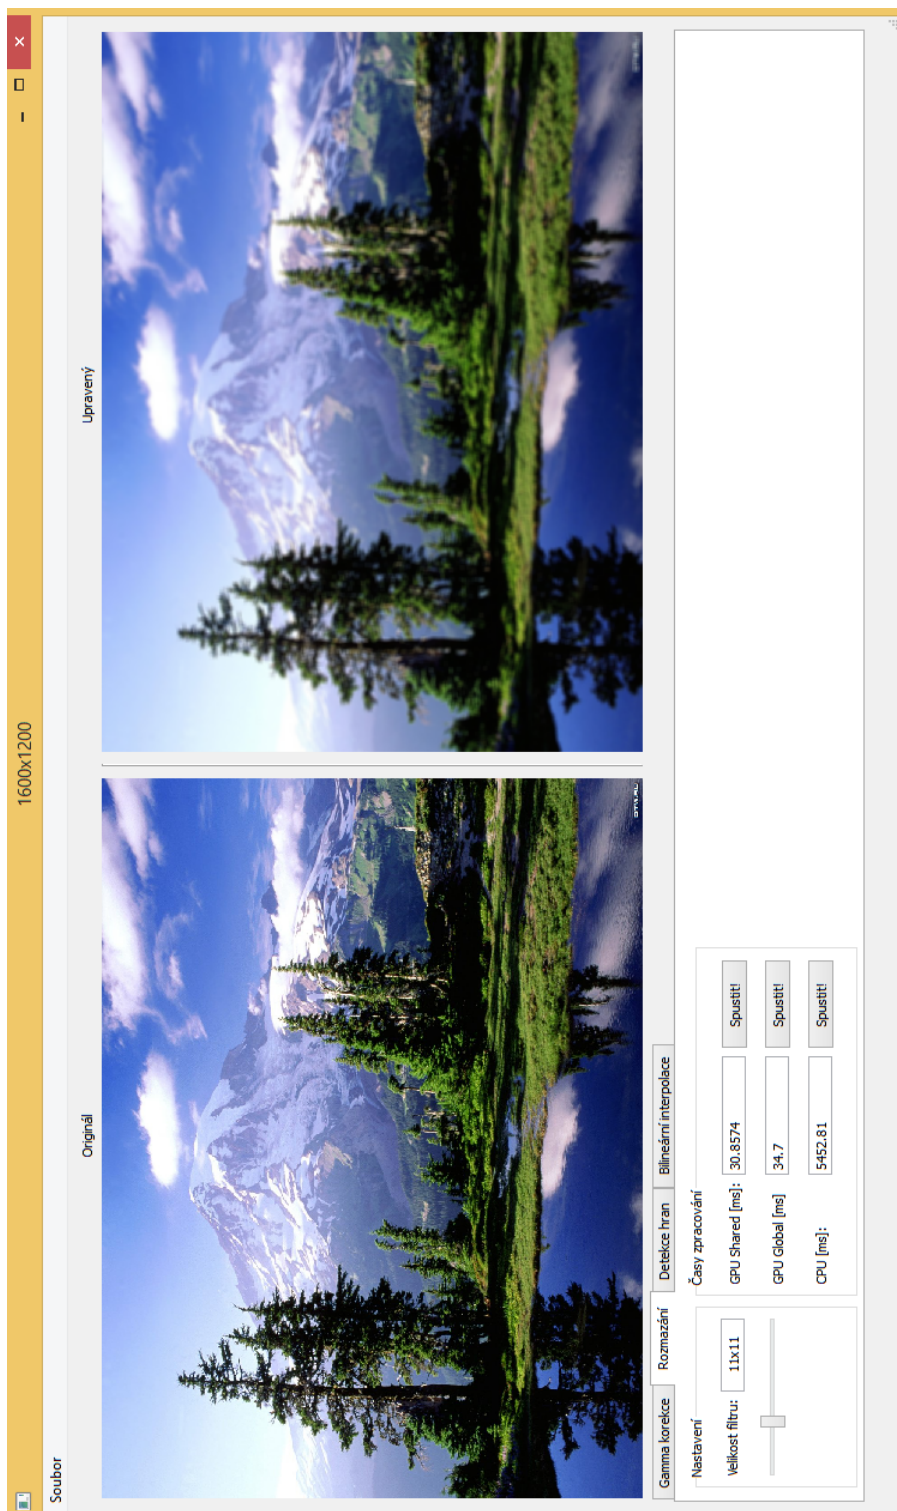 1600x1200
Soubor
Originál
Upravený
Gamma korekce
Rozmazání
Detekce hran
Bilineární interpolace
Nastavení
Velikost filtru: 11x11
Časy zpracování
GPU Shared [ms]: 30.8574 Spustit!
GPU Global [ms] 34.7 Spustit!
CPU [ms]: 5452.81 Spustit!